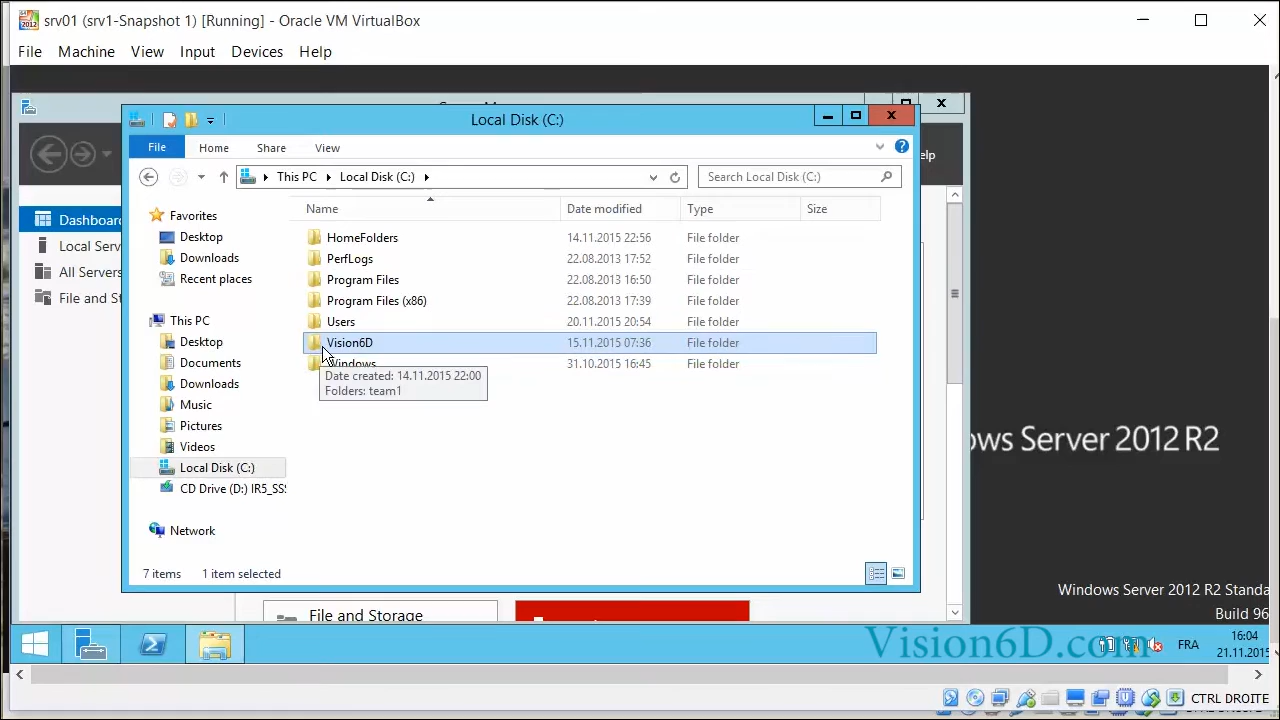 srv01 (srv1-Snapshot 1) [Running] - Oracle VM VirtualBox
File Machine View Input Devices Help
Local Disk (C:)
File Home Share View
This PC Local Disk (C:)
Search Local Disk (C:)
Name Date modified Type Size
HomeFolders 14.11.2015 22:56 File folder
PerfLogs 22.08.2013 17:52 File folder
Program Files 22.08.2013 16:50 File folder
Program Files (x86) 22.08.2013 17:39 File folder
Users 20.11.2015 20:54 File folder
Vision6D 15.11.2015 07:36 File folder
Windows 31.10.2015 16:45 File folder
Date created: 14.11.2015 22:00
Folders: team1
Favorites
Desktop
Downloads
Recent places
This PC
Desktop
Documents
Downloads
Music
Pictures
Videos
Local Disk (C:)
CD Drive (D:) IR5_SS
Network
7 items 1 item selected
Dashboar
Local Serv
All Servers
File and St
elp
File and Storage
ows Server 2012 R2
Windows Server 2012 R2 Standa
Build 96
Vision6D.com
FRA
16:04
21.11.2015
CTRL DROITE